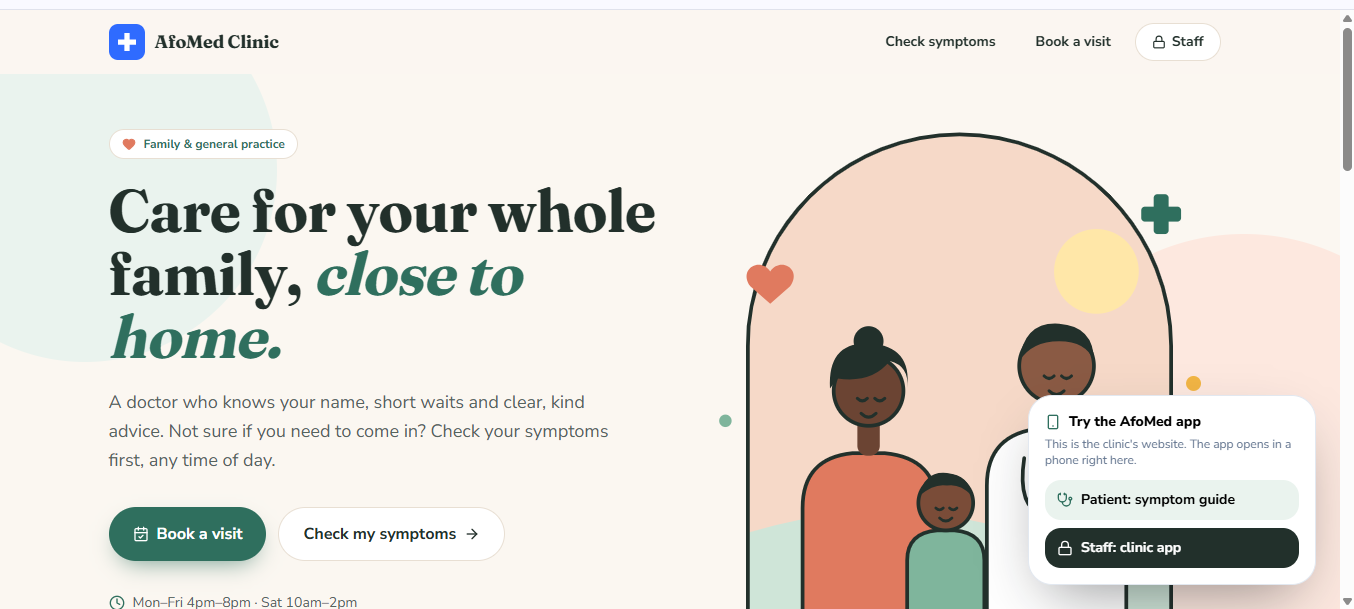 AfoMed Clinic
Check symptoms
Book a visit
Staff
Family & general practice
Care for your whole
family, close to
home.
A doctor who knows your name, short waits and clear, kind
advice. Not sure if you need to come in? Check your symptoms
first, any time of day.
Book a visit
Check my symptoms
Mon–Fri 4pm–8pm · Sat 10am–2pm
Try the AfoMed app
This is the clinic's website. The app opens in a
phone right here.
Patient: symptom guide
Staff: clinic app